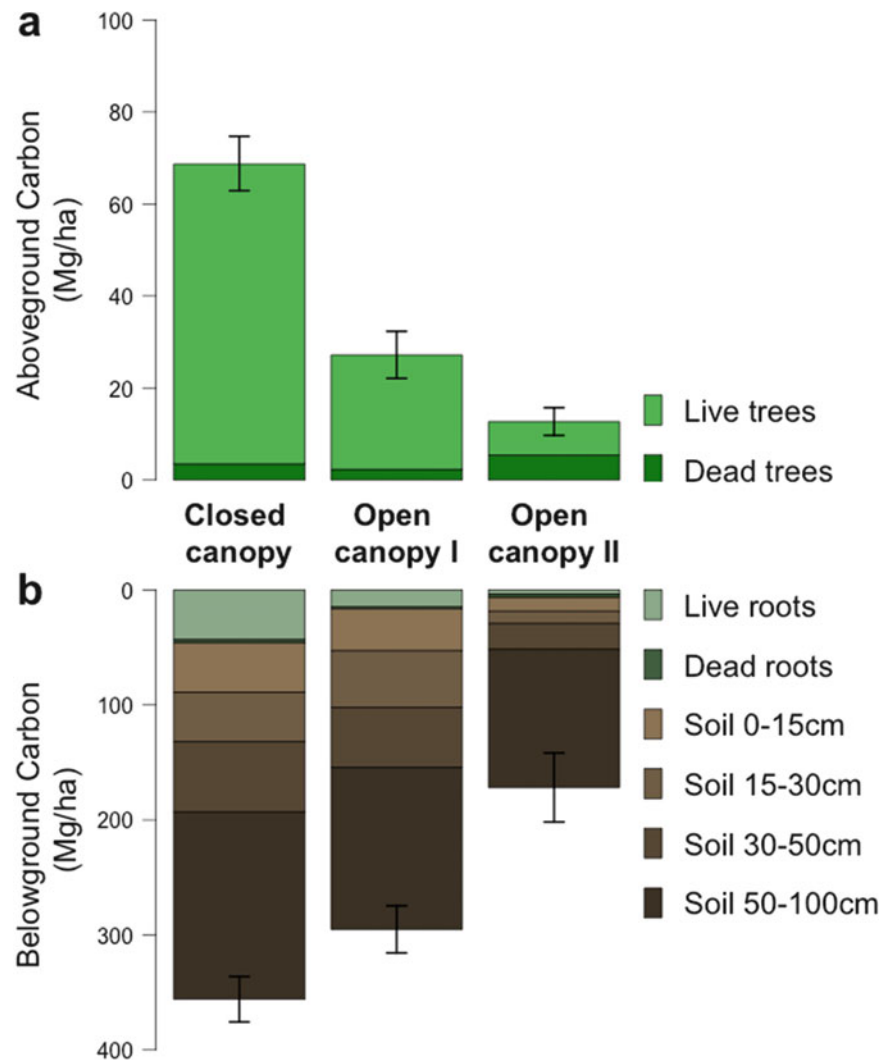 a
Aboveground Carbon
(Mg/ha)
100
80
60
40
20
0
Live trees
Dead trees
Closed
canopy
Open
canopy I
Open
canopy II
b
Belowground Carbon
(Mg/ha)
0
100
200
300
400
Live roots
Dead roots
Soil 0-15cm
Soil 15-30cm
Soil 30-50cm
Soil 50-100cm